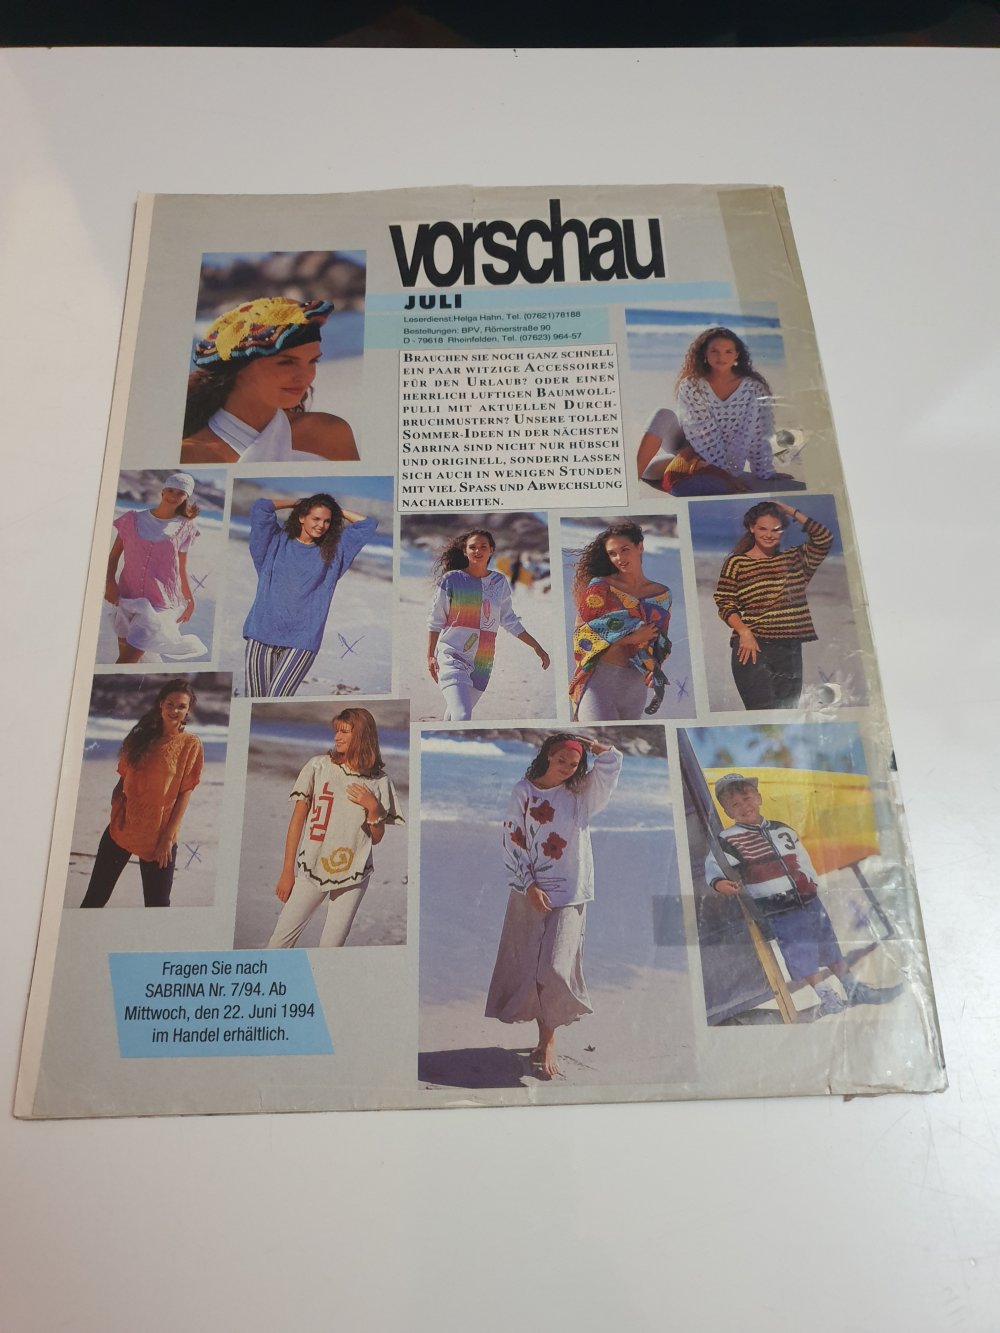 vorschau
JULI
Leserdienst:Helga Hahn, Tel. (07621)78188
Bestellungen: BPV, Römerstraße 90
D - 79618 Rheinfelden, Tel. (07623) 964-57
BRAUCHEN SIE NOCH GANZ SCHNELL
EIN PAAR WITZIGE ACCESSOIRES
FÜR DEN URLAUB? ODER EINEN
HERRLICH LUFTIGEN BAUMWOLL-
PULLI MIT AKTUELLEN DURCH-
BRUCHMUSTERN? UNSERE TOLLEN
SOMMER-IDEEN IN DER NÄCHSTEN
SABRINA SIND NICHT NUR HÜBSCH
UND ORIGINELL, SONDERN LASSEN
SICH AUCH IN WENIGEN STUNDEN
MIT VIEL SPASS UND ABWECHSLUNG
NACHARBEITEN.
3
Fragen Sie nach
SABRINA Nr. 7/94. Ab
Mittwoch, den 22. Juni 1994
im Handel erhältlich.